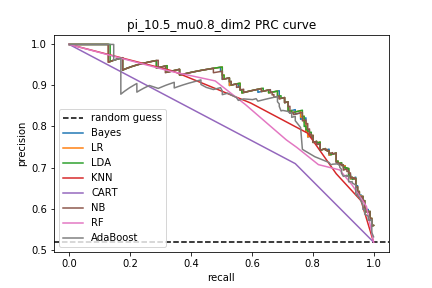 pi_10.5_mu0.8_dim2 PRC curve
1.0
0.9
0.8
0.7
0.6
0.5
precision
random guess
Bayes
LR
LDA
KNN
CART
NB
RF
AdaBoost
0.0 0.2 0.4 0.6 0.8 1.0
recall